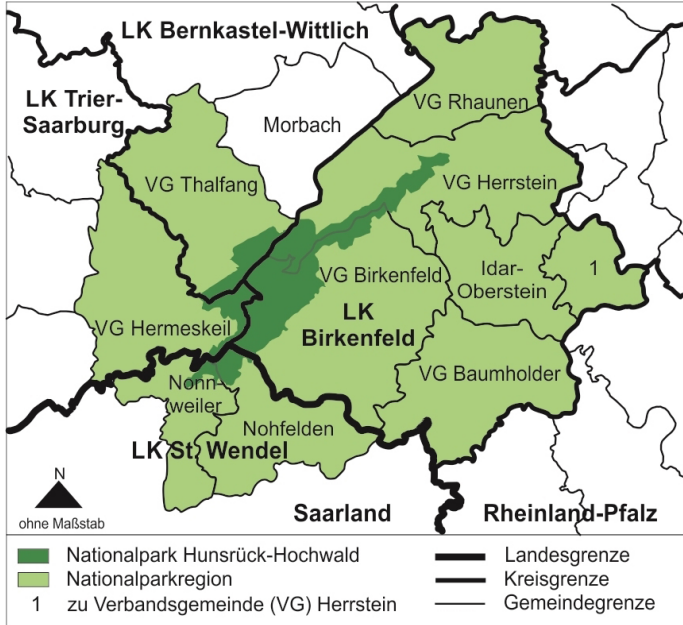 LK Bernkastel-Wittlich
LK Trier-
Saarburg
Morbach
VG Rhaunen
VG Thalfang
VG Herrstein
VG Birkenfeld
Idar-
Oberstein
1
LK
Birkenfeld
VG Hermeskeil
VG Baumholder
Nonn-
weiler
Nohfelden
LK St. Wendel
N
ohne Maßstab
Saarland
Rheinland-Pfalz
Nationalpark Hunsrück-Hochwald
Nationalparkregion
1 zu Verbandsgemeinde (VG) Herrstein
Landesgrenze
Kreisgrenze
Gemeindegrenze